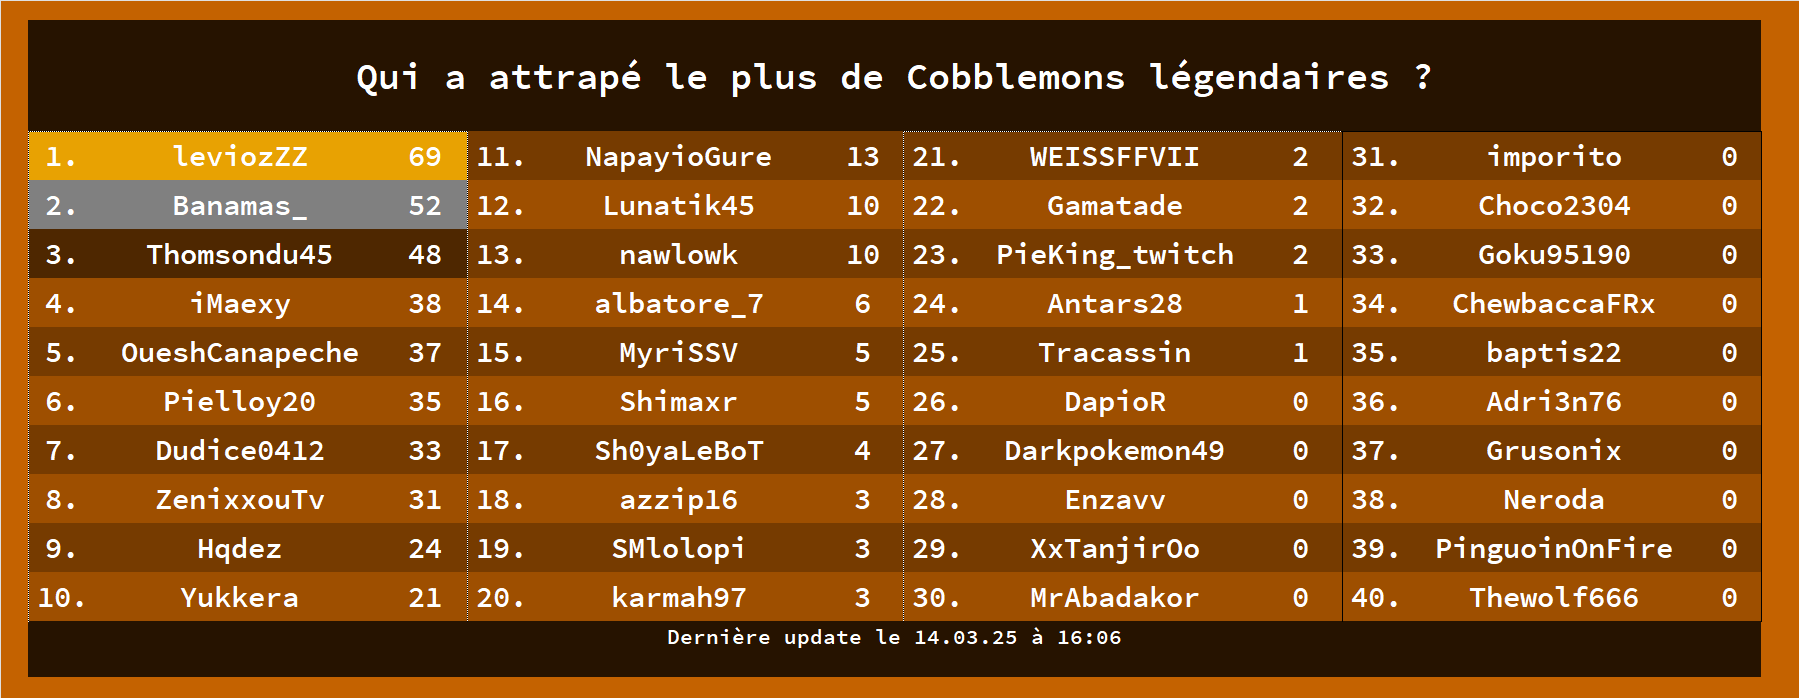 Qui a attrapé le plus de Cobblemons légendaires ?
1. leviozZZ 69
2. Banamas_ 52
3. Thomsondu45 48
4. iMaexy 38
5. OueshCanapeche 37
6. Pielloy20 35
7. Dudice0412 33
8. ZenixxouTv 31
9. Hqdez 24
10. Yukkera 21
11. NapayioGure 13
12. Lunatik45 10
13. nawlowk 10
14. albatore_7 6
15. MyriSSV 5
16. Shimaxr 5
17. Sh0yaLeBoT 4
18. azzip16 3
19. SMlolopi 3
20. karmah97 3
21. WEISSFFVII 2
22. Gamatade 2
23. PieKing_twitch 2
24. Antars28 1
25. Tracassin 1
26. DapioR 0
27. Darkpokemon49 0
28. Enzavv 0
29. XxTanjirOo 0
30. MrAbadakor 0
31. imporito 0
32. Choco2304 0
33. Goku95190 0
34. ChewbaccaFRx 0
35. baptis22 0
36. Adri3n76 0
37. Grusonix 0
38. Neroda 0
39. PinguoinOnFire 0
40. Thewolf666 0
Dernière update le 14.03.25 à 16:06